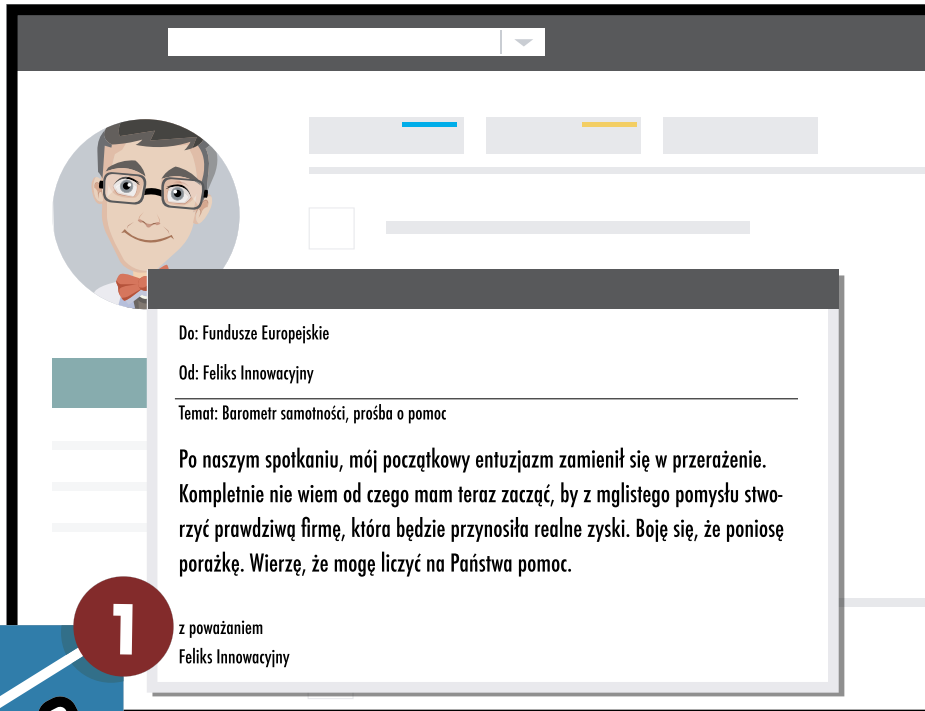 Do: Fundusze Europejskie
Od: Feliks Innowacyjny
Temat: Barometr samotności, prośba o pomoc
Po naszym spotkaniu, mój początkowy entuzjazm zamienił się w przerażenie.
Kompletnie nie wiem od czego mam teraz zacząć, by z mglistego pomysłu stwo-
rzyć prawdziwą firmę, która będzie przynosiła realne zyski. Boję się, że poniosę
porażkę. Wierzę, że mogę liczyć na Państwa pomoc.
1
z poważaniem
Feliks Innowacyjny